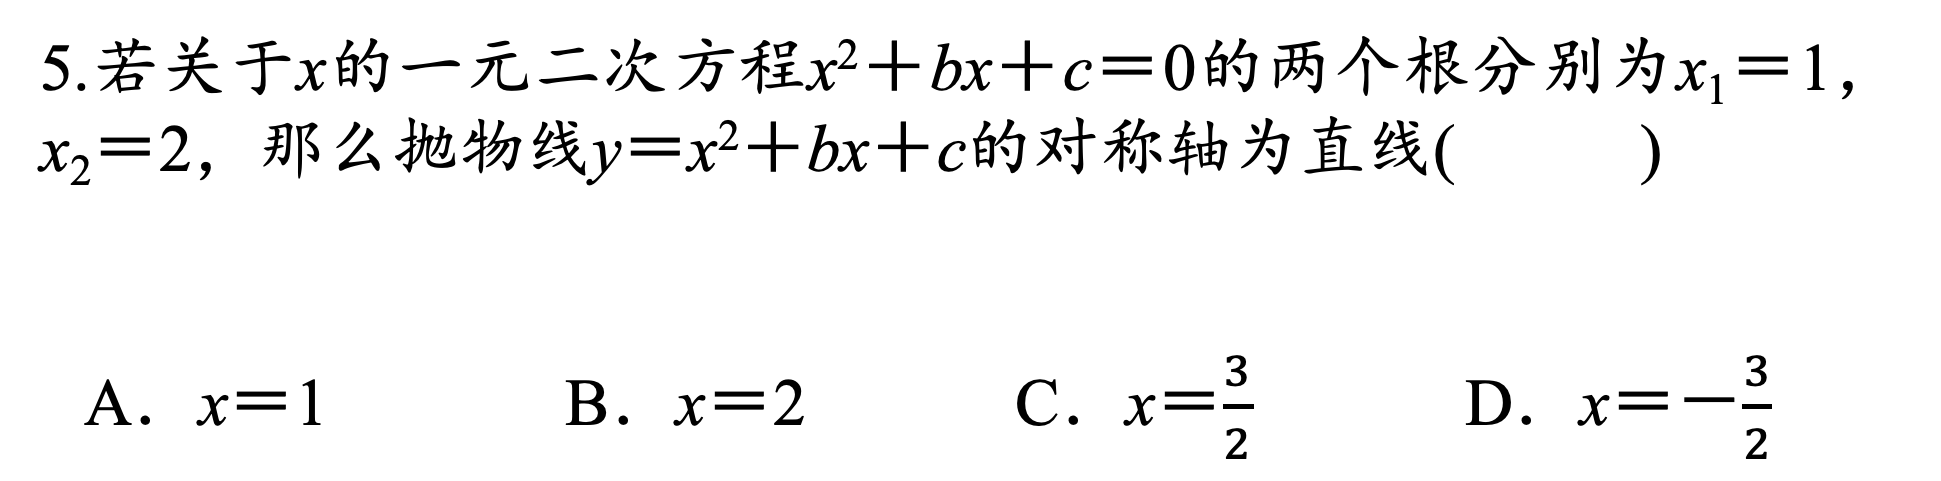 5.若关于x的一元二次方程x²＋bx＋c＝0的两个根分别为x₁＝1，
x₂＝2，那么抛物线y＝x²＋bx＋c的对称轴为直线(　　)
A．x＝1　B．x＝2　C．x＝3/2　D．x＝－3/2